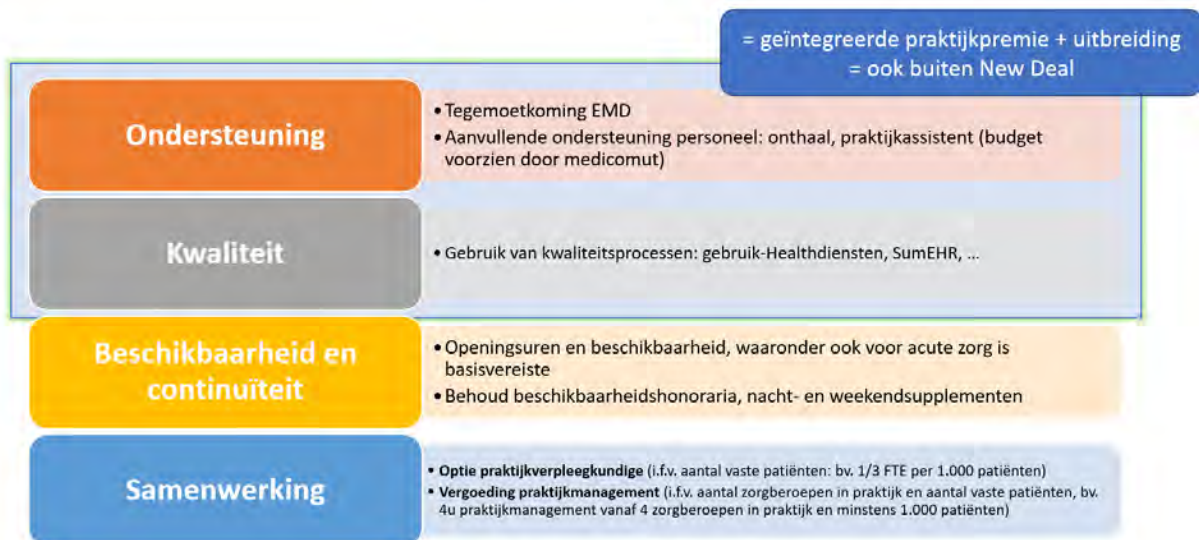 = geïntegreerde praktijkpremie + uitbreiding
= ook buiten New Deal
Ondersteuning
• Tegemoetkoming EMD
• Aanvullende ondersteuning personeel: onthaal, praktijkassistent (budget
voorzien door medicomut)
Kwaliteit
• Gebruik van kwaliteitsprocessen: gebruik-Healthdiensten, SumEHR, ...
Beschikbaarheid en
continuïteit
• Openingsuren en beschikbaarheid, waaronder ook voor acute zorg is
basisvereiste
• Behoud beschikbaarheidshonoraria, nacht- en weekendsupplementen
Samenwerking
• Optie praktijkverpleegkundige (i.f.v. aantal vaste patiënten: bv. 1/3 FTE per 1.000 patiënten)
• Vergoeding praktijkmanagement (i.f.v. aantal zorgberoepen in praktijk en aantal vaste patiënten, bv.
4u praktijkmanagement vanaf 4 zorgberoepen in praktijk en minstens 1.000 patiënten)